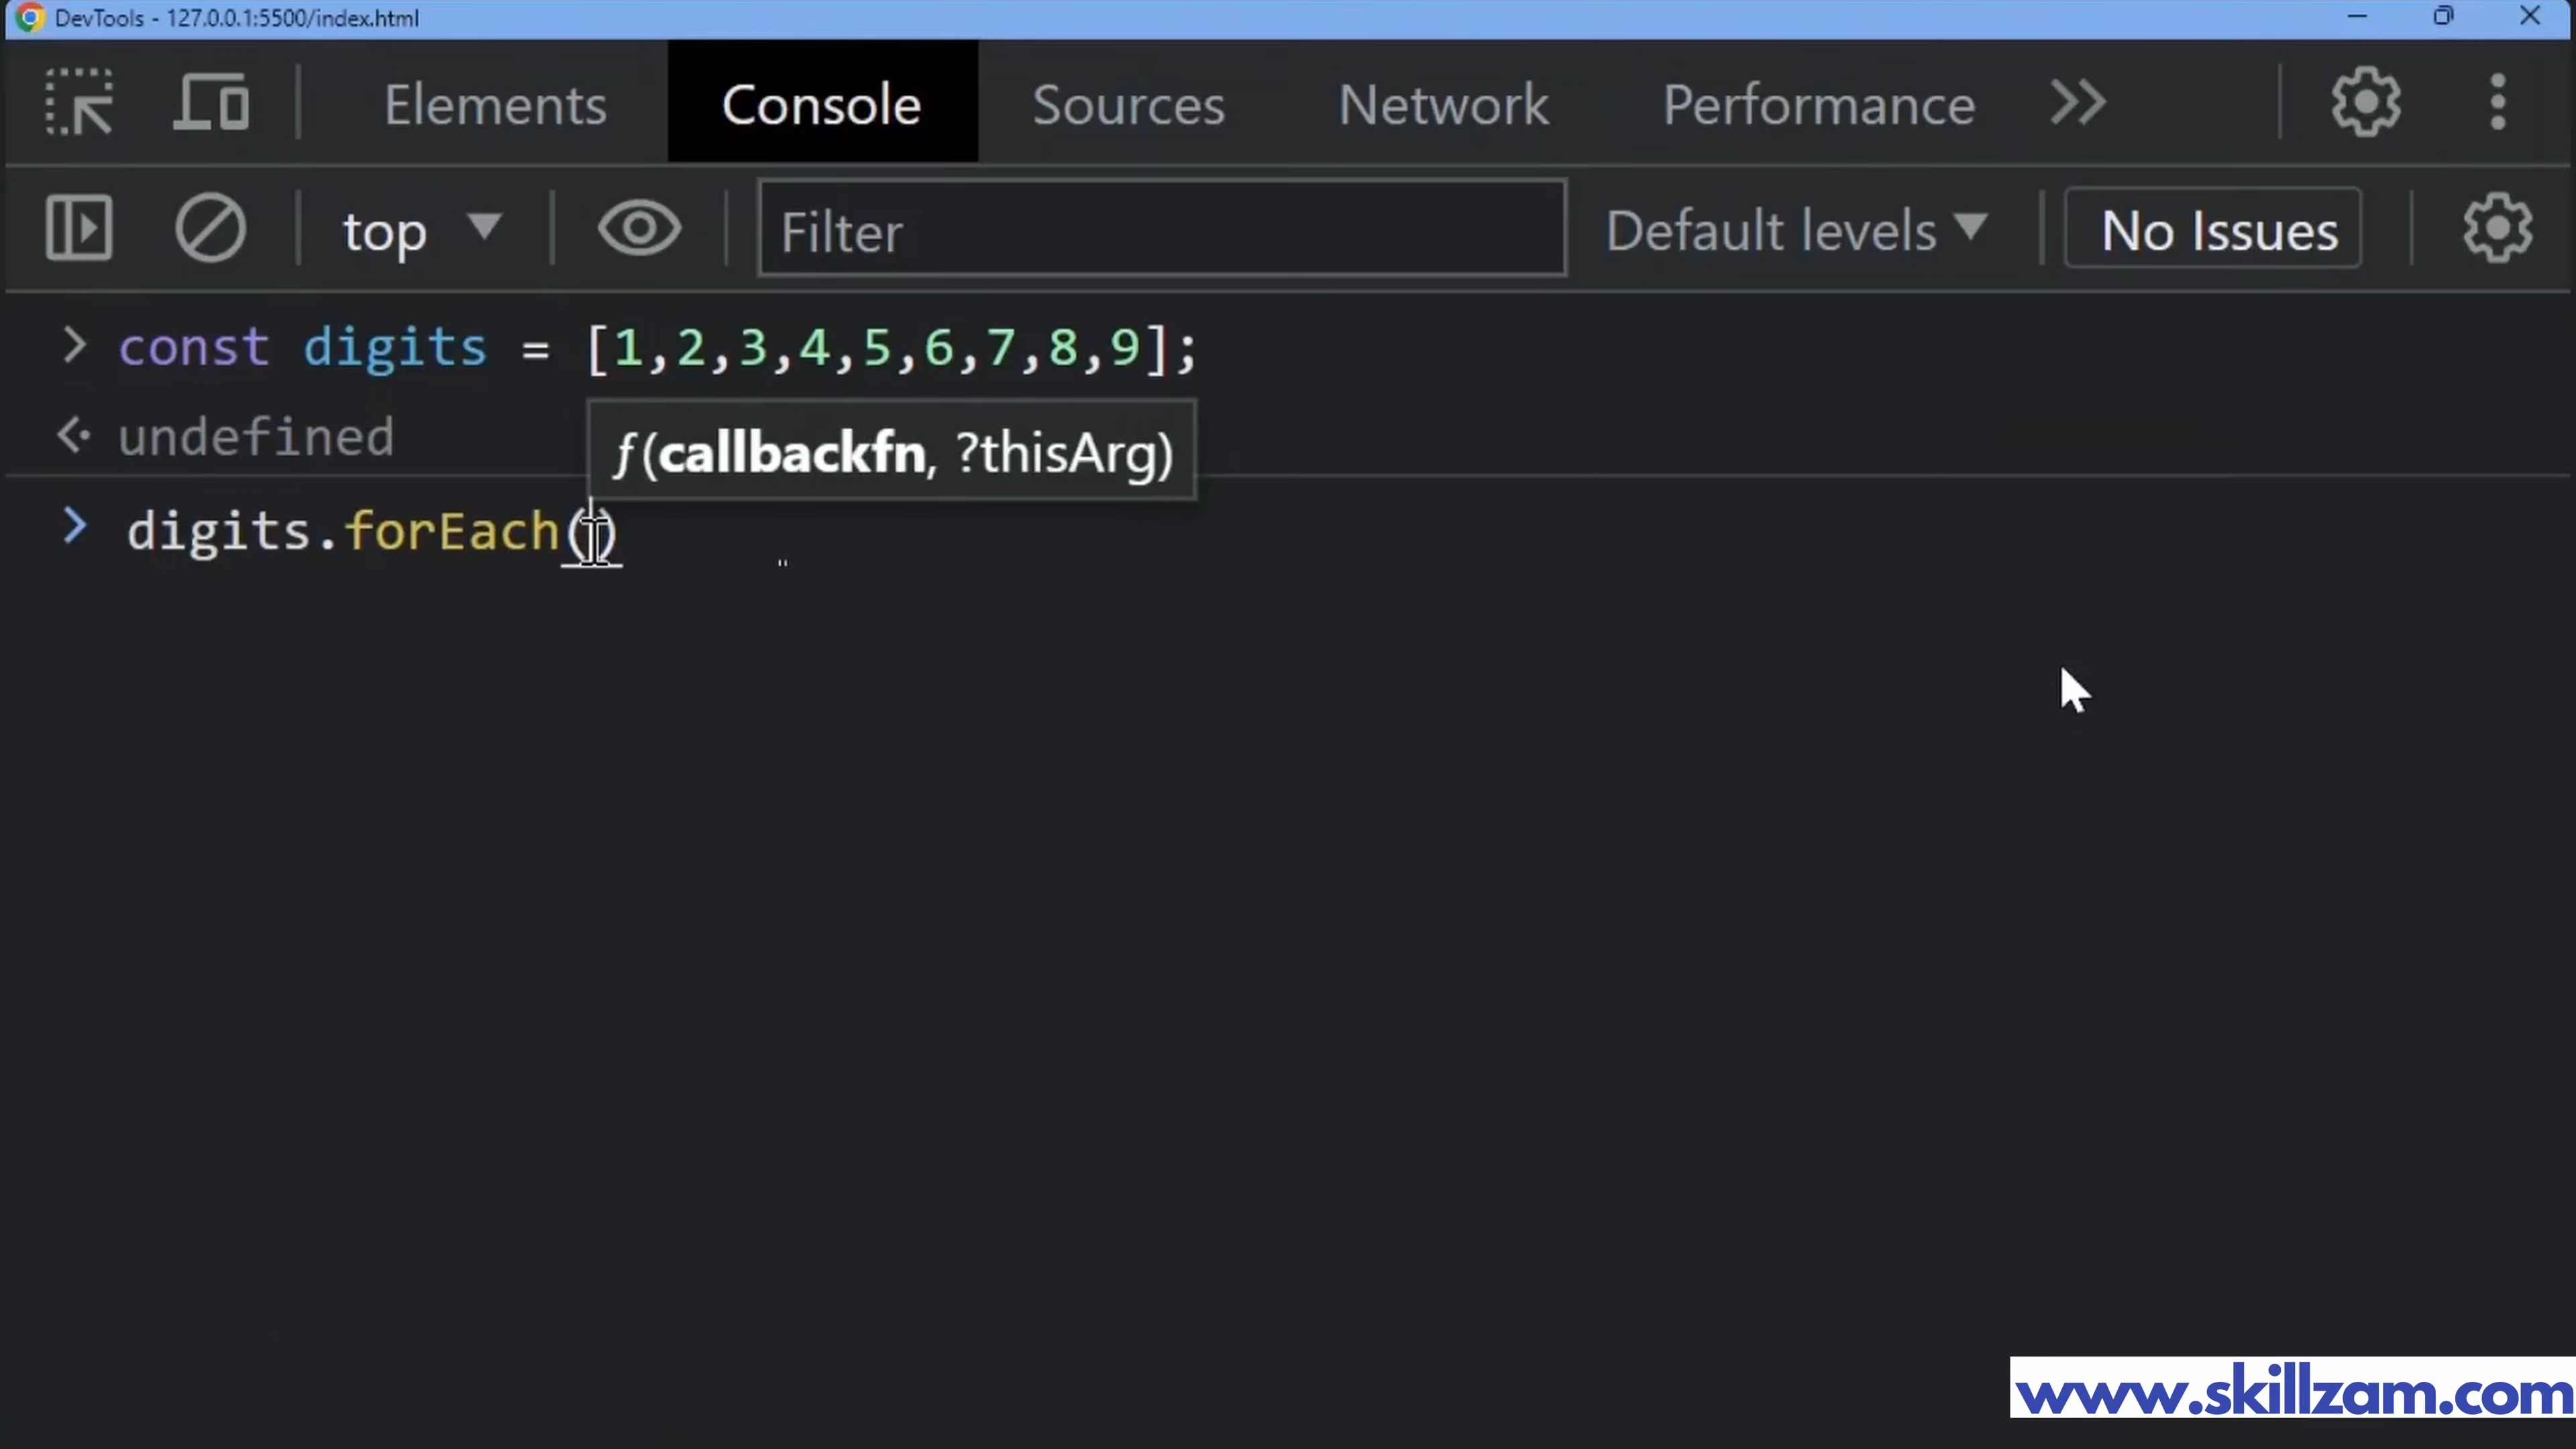 DevTools - 127.0.0.1:5500/index.html
Elements Console Sources Network Performance
top Filter Default levels No Issues
const digits = [1,2,3,4,5,6,7,8,9];
undefined
ƒ(callbackfn, ?thisArg)
digits.forEach()
www.skillzam.com